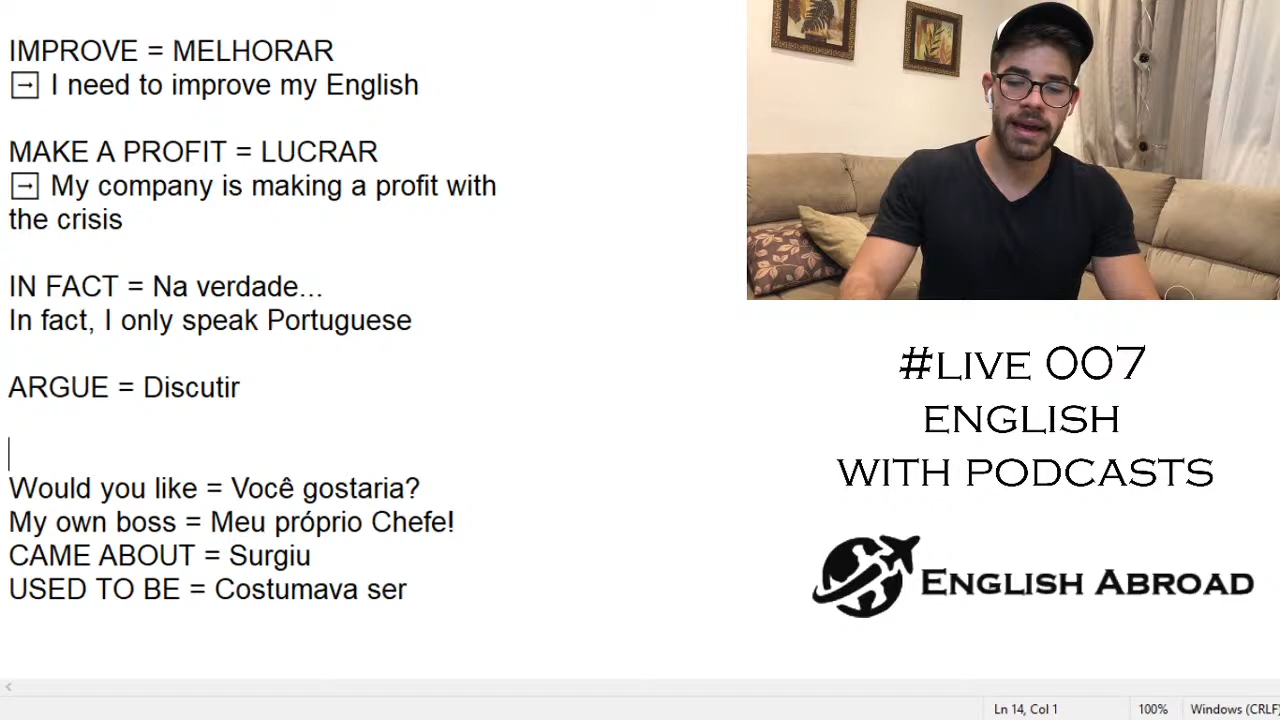 IMPROVE = MELHORAR
→ I need to improve my English
MAKE A PROFIT = LUCRAR
→ My company is making a profit with
the crisis
IN FACT = Na verdade...
In fact, I only speak Portuguese
ARGUE = Discutir
Would you like = Você gostaria?
My own boss = Meu próprio Chefe!
CAME ABOUT = Surgiu
USED TO BE = Costumava ser
#LIVE 007
ENGLISH
WITH PODCASTS
ENGLISH ABROAD
Ln 14, Col 1
100%
Windows (CRLF)